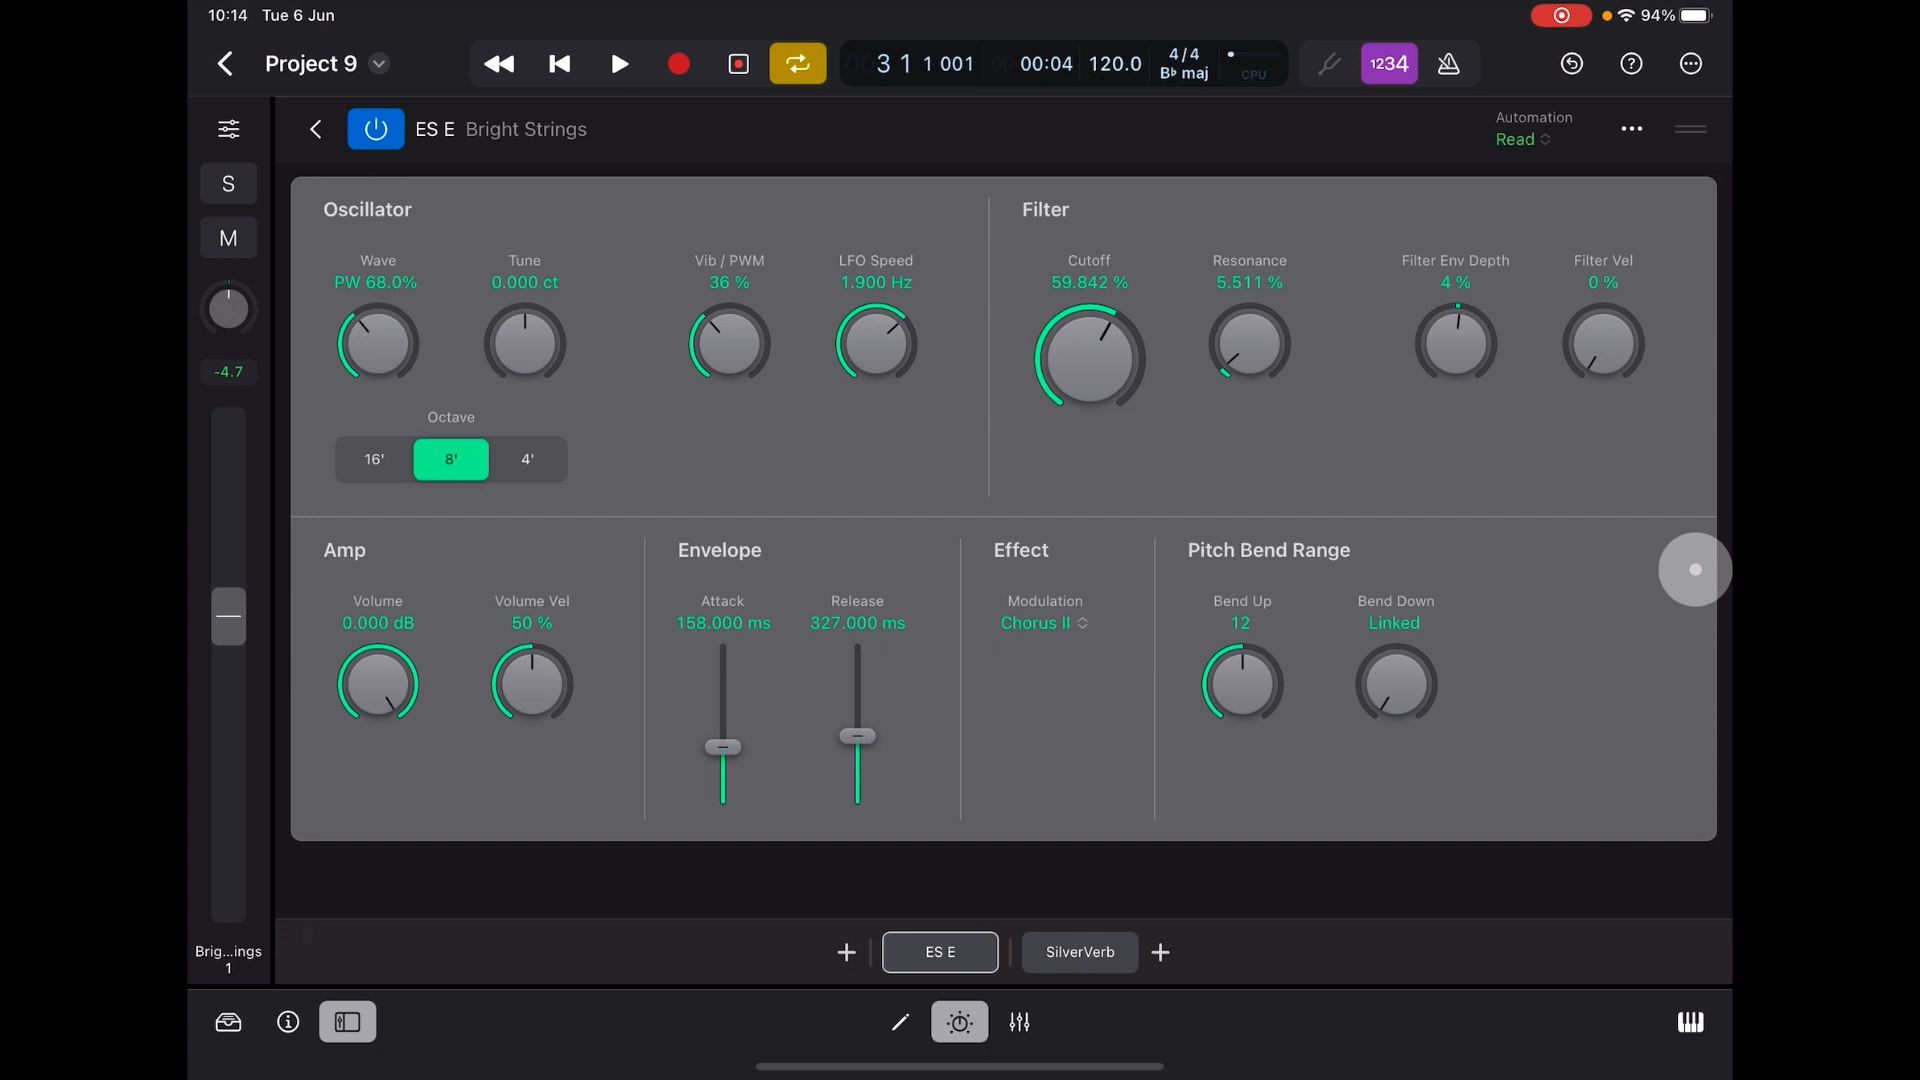 10:14 Tue 6 Jun
94%
Project 9
3 1 1 001
00:04
120.0
4/4
B♭ maj
CPU
1234
ES E Bright Strings
Automation
Read
S
M
-4.7
Oscillator
Filter
Wave
PW 68.0%
Tune
0.000 ct
Vib / PWM
36 %
LFO Speed
1.900 Hz
Cutoff
59.842 %
Resonance
5.511 %
Filter Env Depth
4 %
Filter Vel
0 %
Octave
16' 8' 4'
Amp
Envelope
Effect
Pitch Bend Range
Volume
0.000 dB
Volume Vel
50 %
Attack
158.000 ms
Release
327.000 ms
Modulation
Chorus II
Bend Up
12
Bend Down
Linked
Brig...ings
1
ES E
SilverVerb